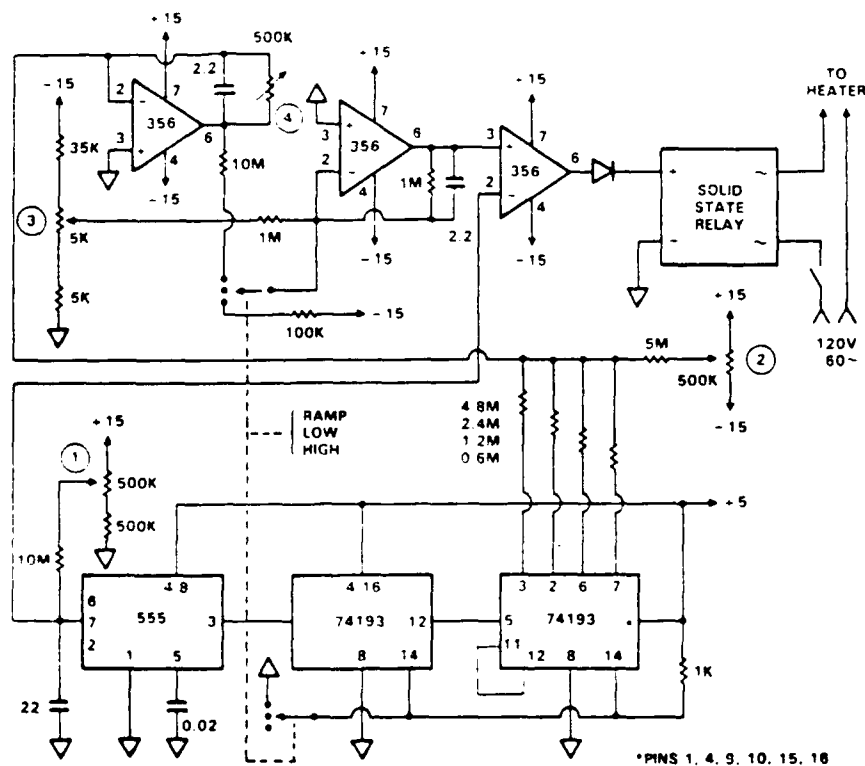 +15
500K
2.2
2
7
-15
356
6
4
3
4
-15
35K
10M
3
5K
5K
1M
+15
3
7
356
6
2
4
1M
2.2
-15
100K
-15
+15
3
7
356
6
2
4
-15
+
-
~
~
SOLID
STATE
RELAY
TO
HEATER
120V
60~
+15
5M
500K
2
-15
4.8M
2.4M
1.2M
0.6M
RAMP
LOW
HIGH
+15
1
500K
500K
10M
+5
6
7
2
4 8
555
3
1
5
22
0.02
4 16
74193
12
8
14
3
2
6
7
5
74193
*
11
12
8
14
1K
*PINS 1, 4, 9, 10, 15, 16